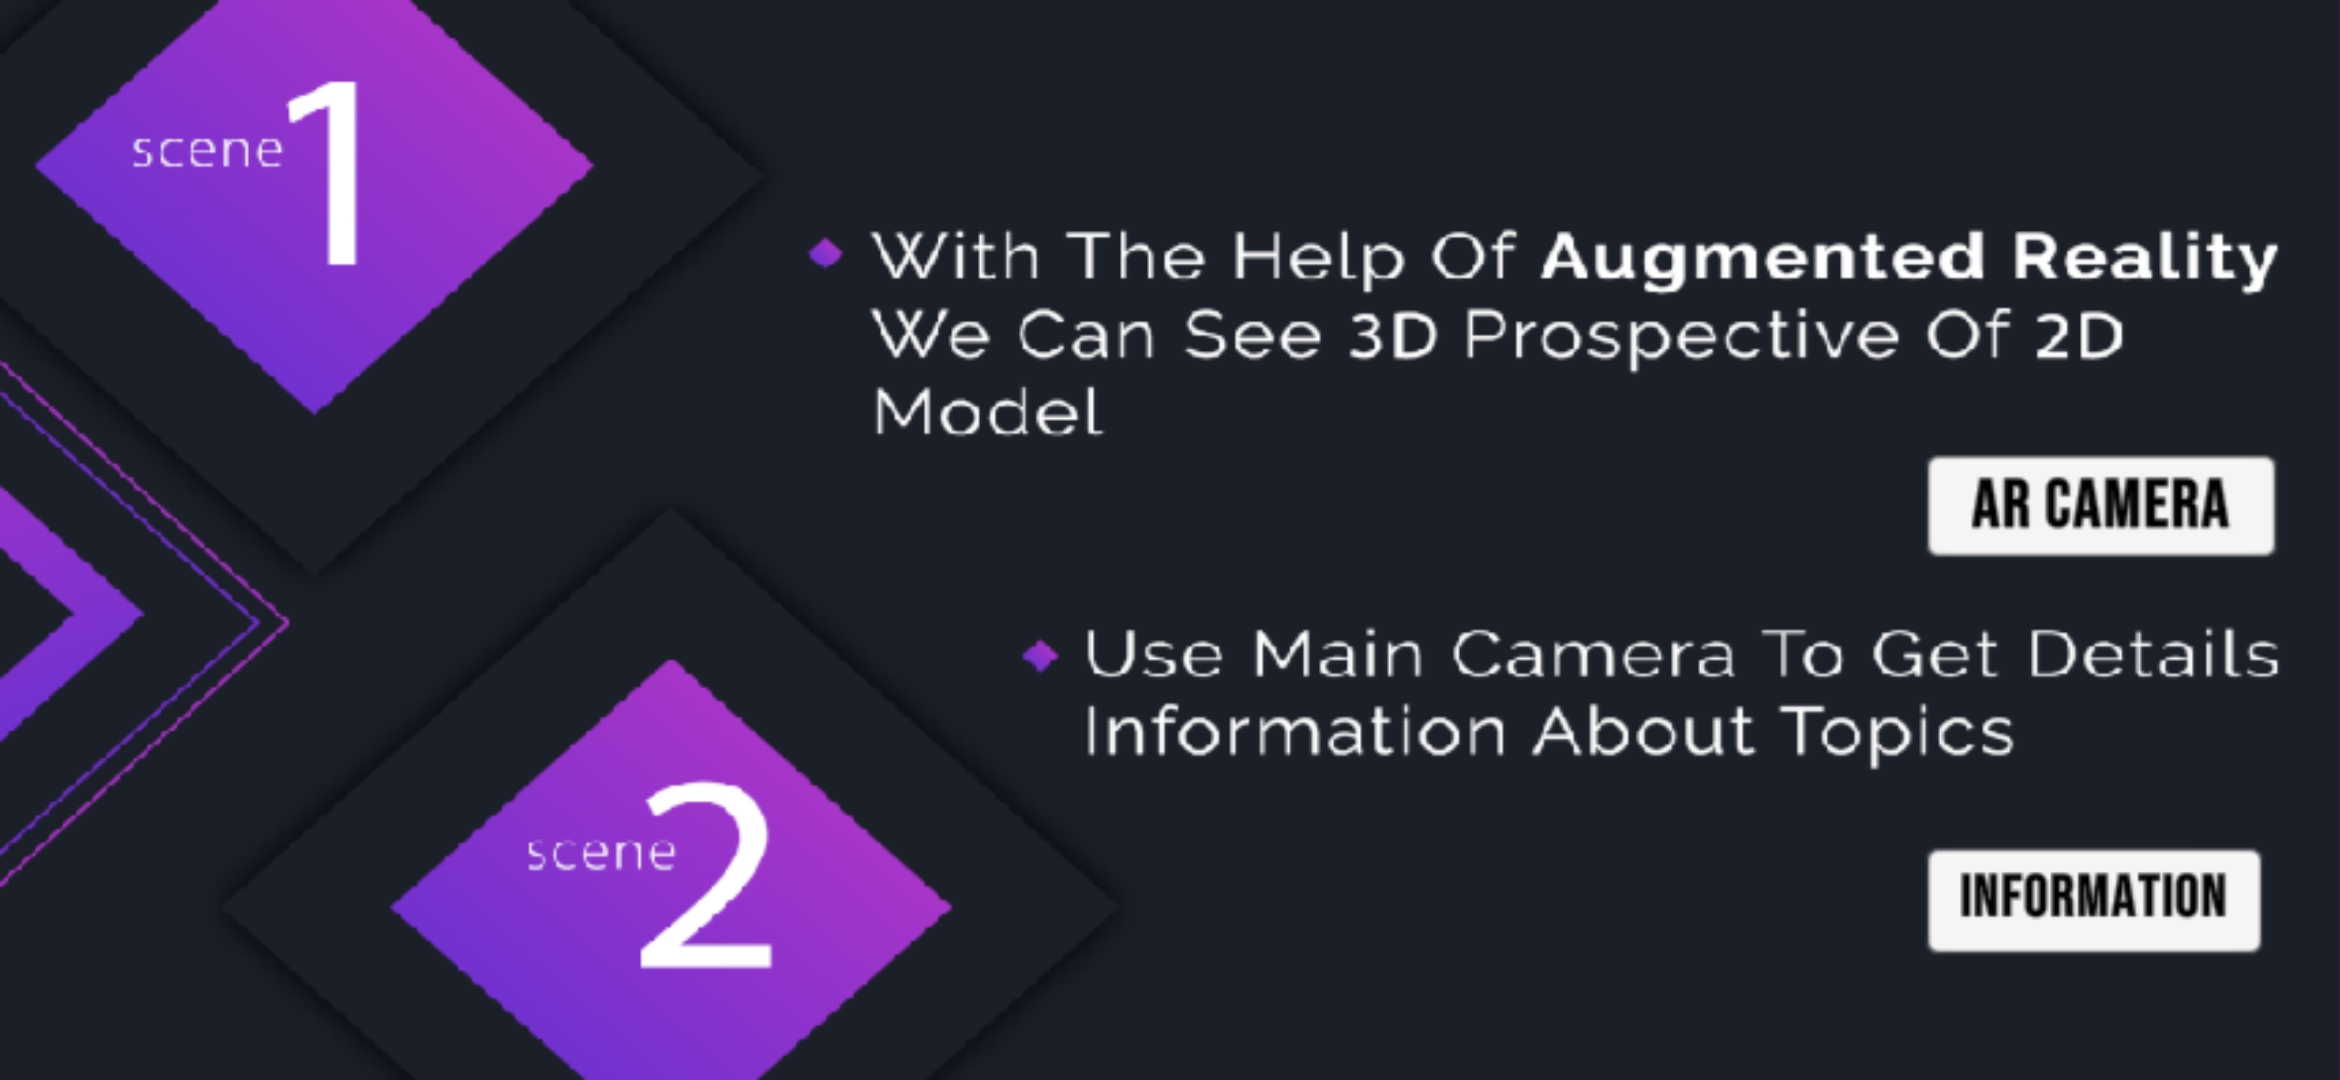 scene 1
With The Help Of Augmented Reality
We Can See 3D Prospective Of 2D
Model
AR CAMERA
scene 2
Use Main Camera To Get Details
Information About Topics
INFORMATION